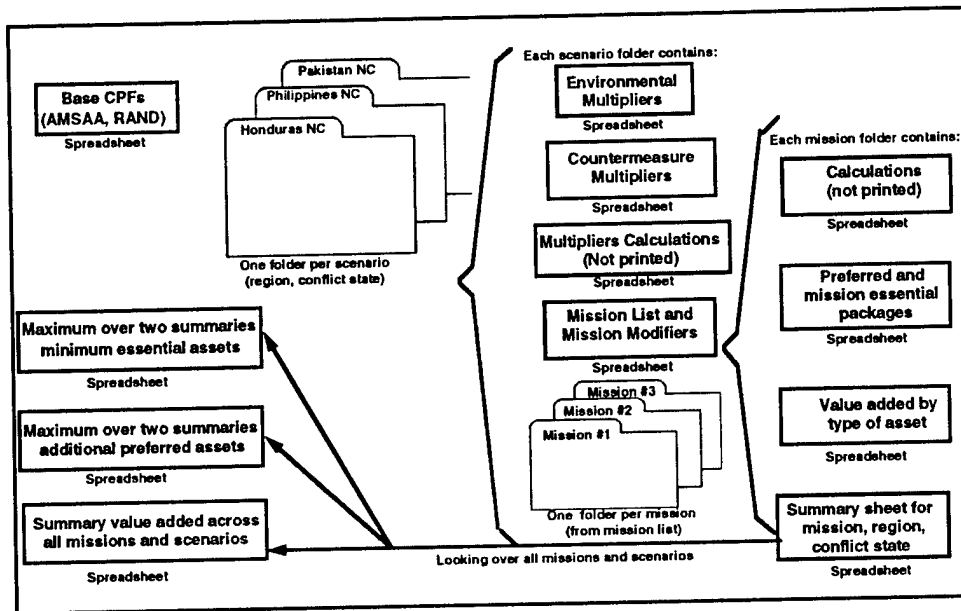 Base CPFs
(AMSAA, RAND)
Spreadsheet
Pakistan NC
Philippines NC
Honduras NC
One folder per scenario
(region, conflict state)
Each scenario folder contains:
Environmental
Multipliers
Spreadsheet
Countermeasure
Multipliers
Spreadsheet
Multipliers Calculations
(Not printed)
Spreadsheet
Mission List and
Mission Modifiers
Spreadsheet
Mission #3
Mission #2
Mission #1
One folder per mission
(from mission list)
Each mission folder contains:
Calculations
(not printed)
Spreadsheet
Preferred and
mission essential
packages
Spreadsheet
Value added by
type of asset
Spreadsheet
Summary sheet for
mission, region,
conflict state
Spreadsheet
Looking over all missions and scenarios
Maximum over two summaries
minimum essential assets
Spreadsheet
Maximum over two summaries
additional preferred assets
Spreadsheet
Summary value added across
all missions and scenarios
Spreadsheet